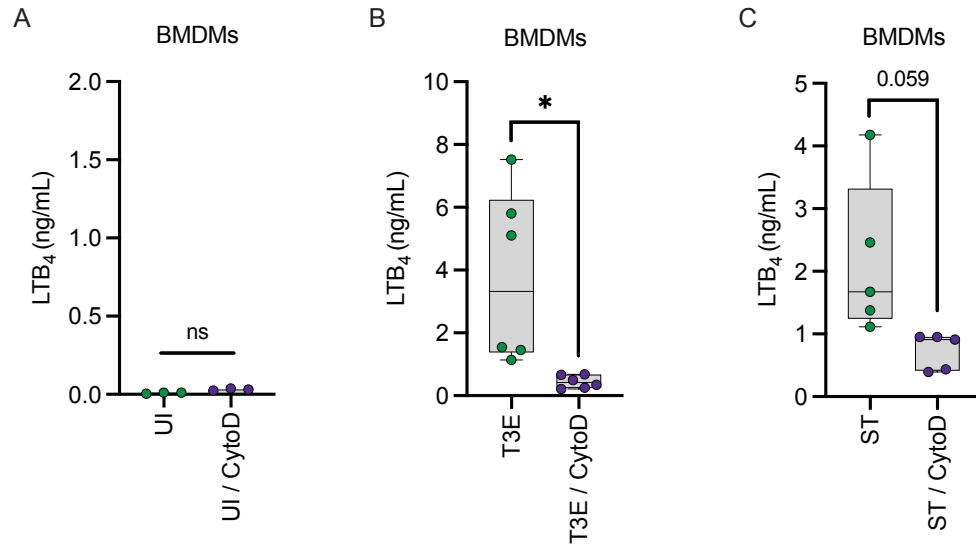 A
BMDMs
LTB₄ (ng/mL)
2.0
1.5
1.0
0.5
0.0
ns
UI
UI / CytoD
B
BMDMs
LTB₄ (ng/mL)
10
8
6
4
2
0
*
T3E
T3E / CytoD
C
BMDMs
LTB₄ (ng/mL)
5
4
3
2
1
0
0.059
ST
ST / CytoD